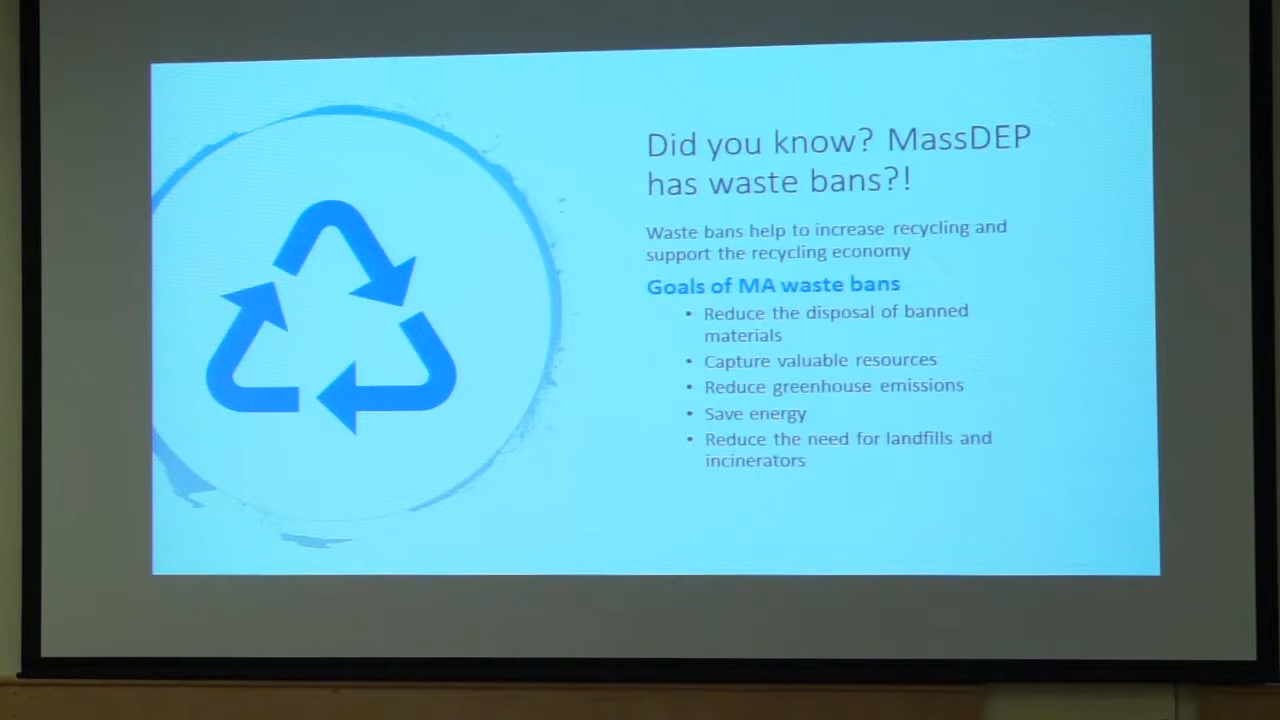 Did you know? MassDEP
has waste bans?!
Waste bans help to increase recycling and
support the recycling economy
Goals of MA waste bans
• Reduce the disposal of banned
materials
• Capture valuable resources
• Reduce greenhouse emissions
• Save energy
• Reduce the need for landfills and
incinerators